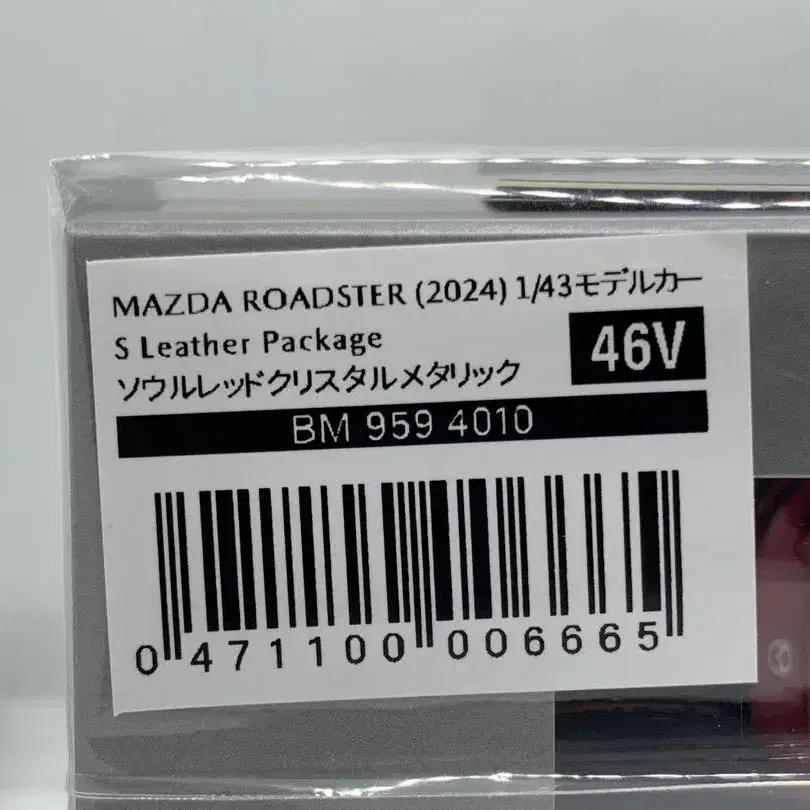 MAZDA ROADSTER (2024) 1/43モデルカー
S Leather Package
46V
ソウルレッドクリスタルメタリック
BM 959 4010
0 471100 006665